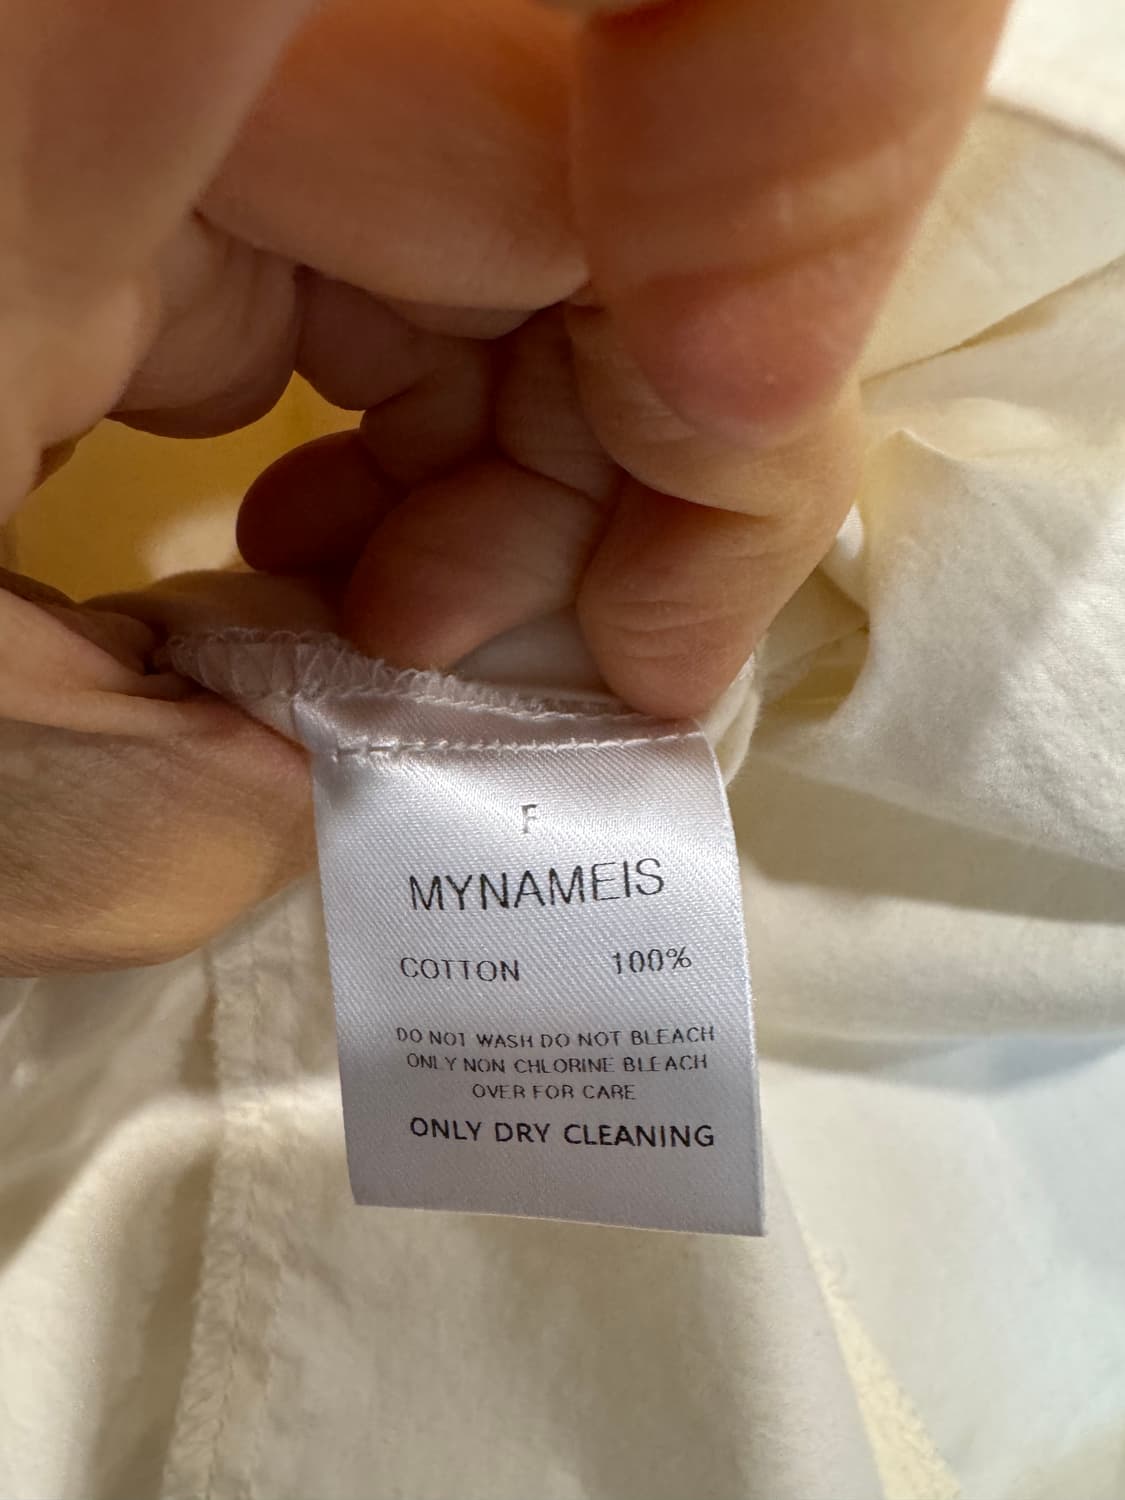 F
MYNAMEIS
COTTON 100%
DO NOT WASH DO NOT BLEACH
ONLY NON CHLORINE BLEACH
OVER FOR CARE
ONLY DRY CLEANING